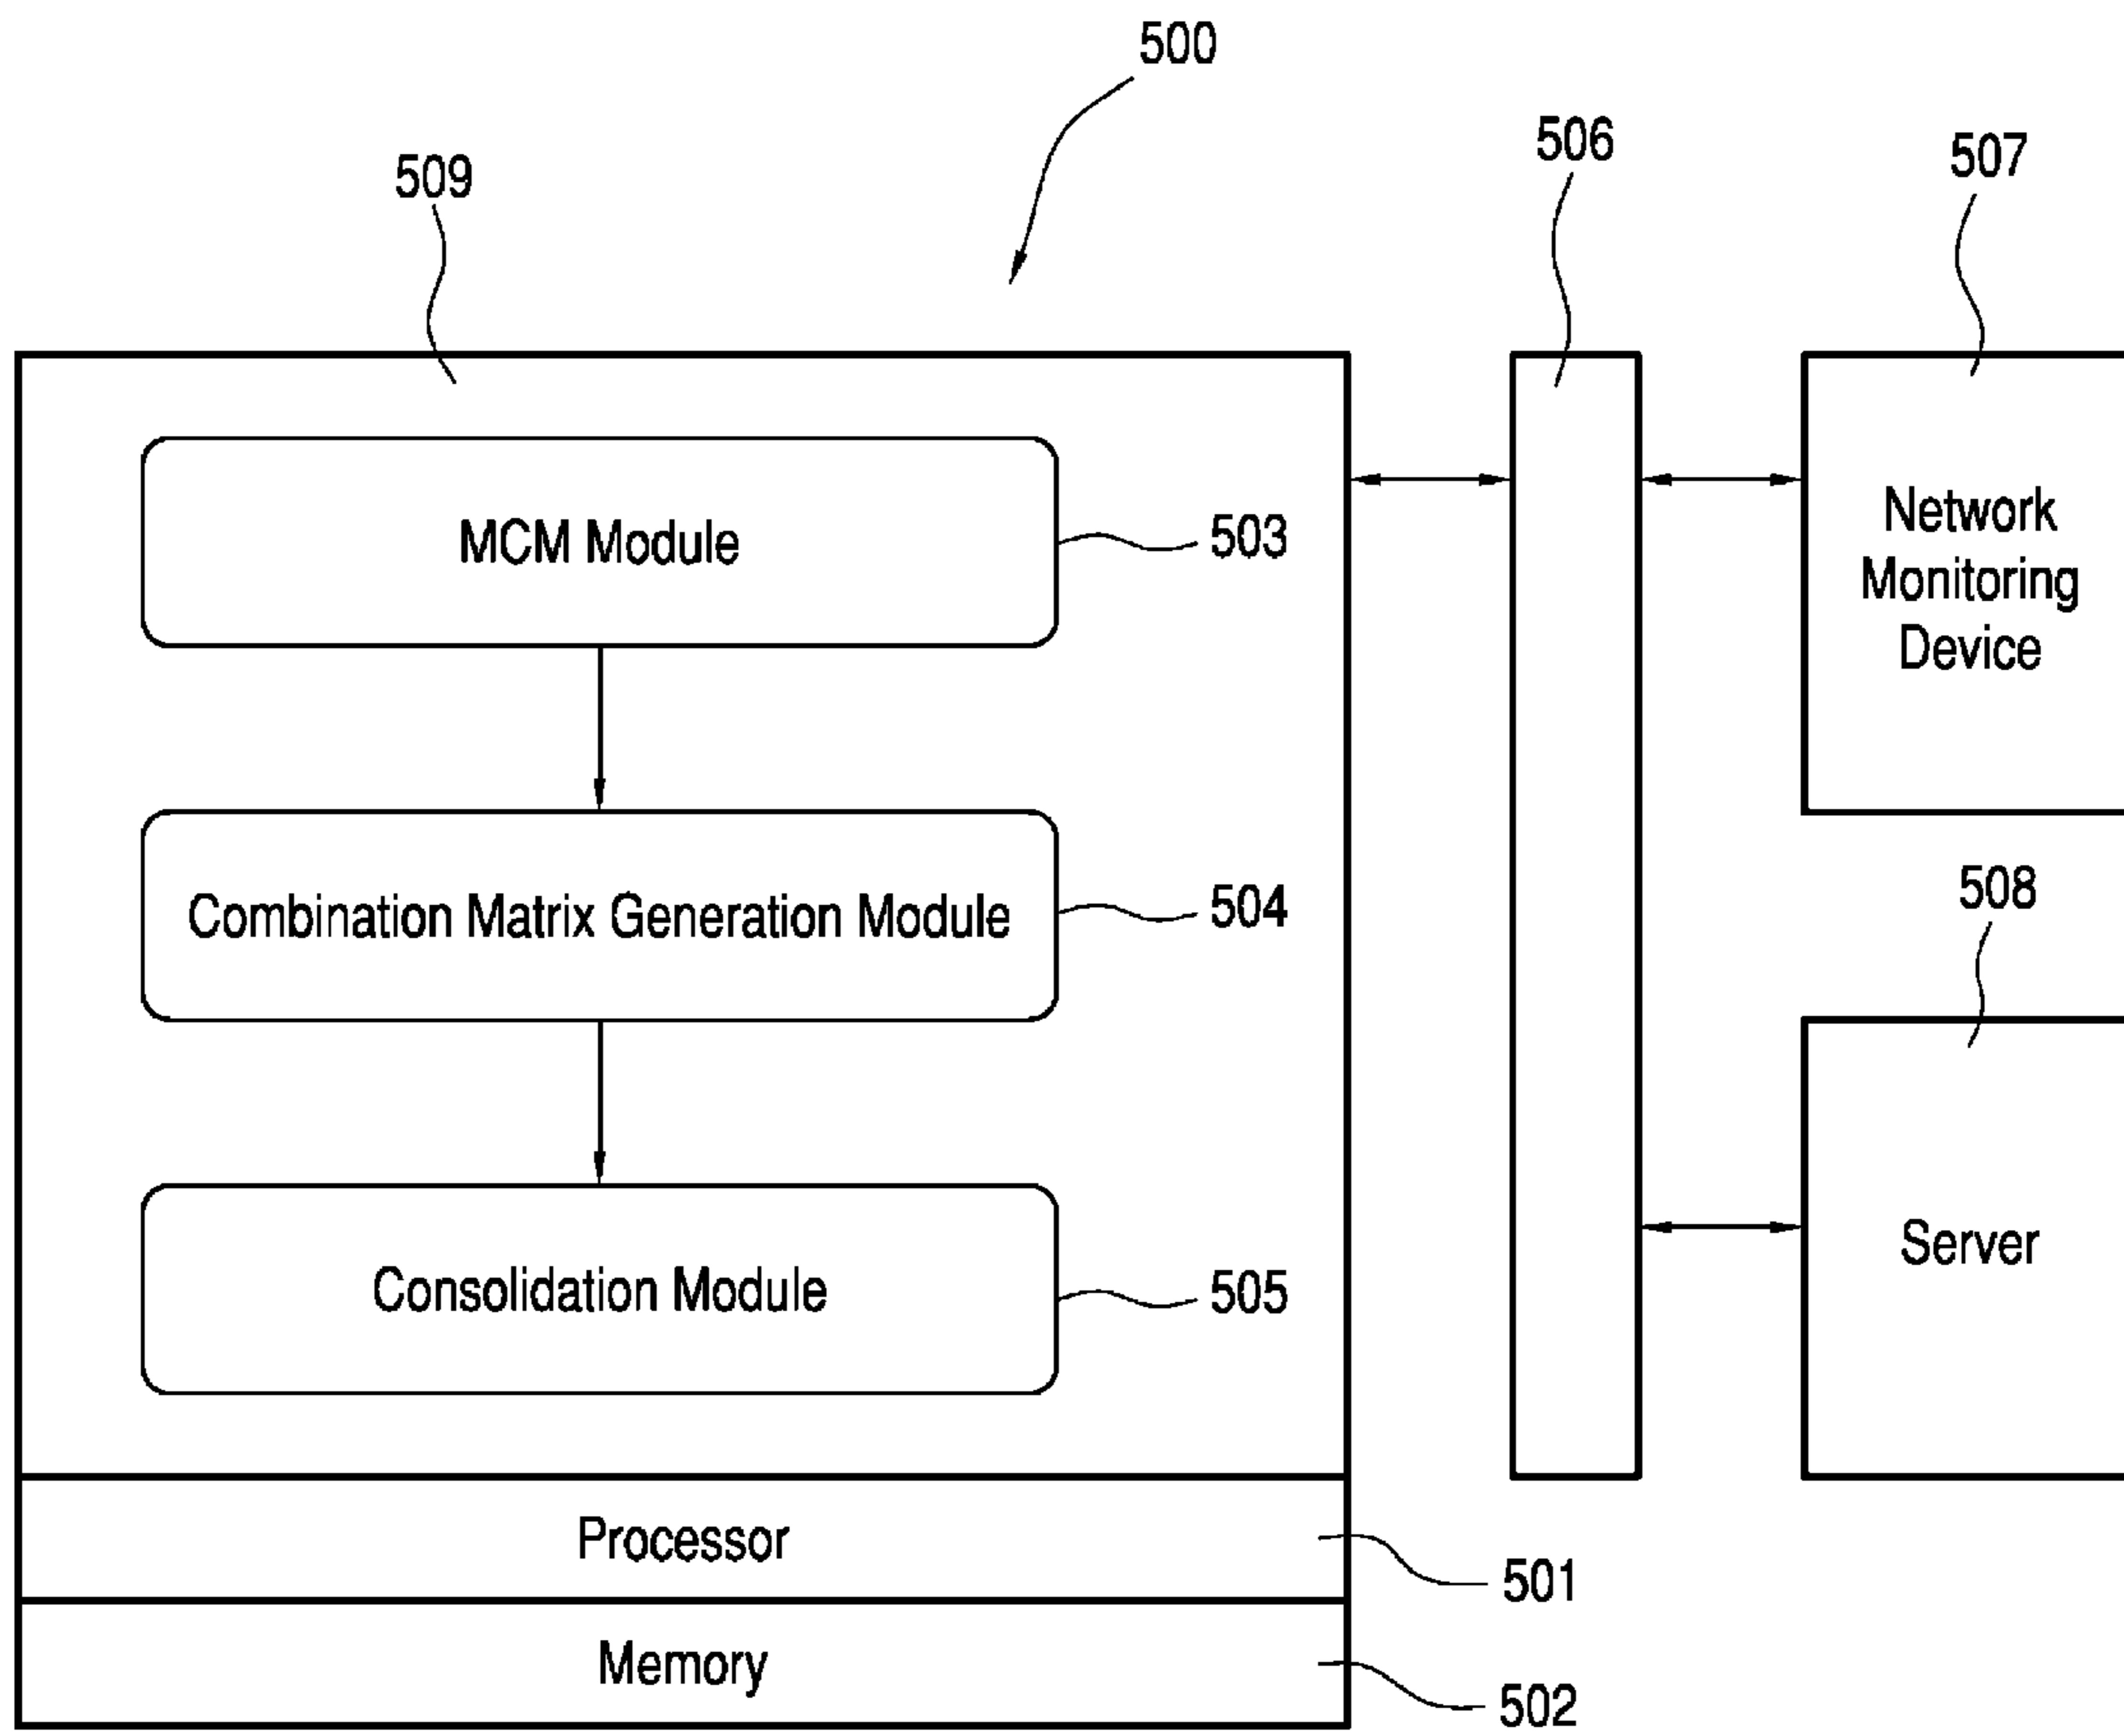 500
506
507
509
MCM Module
503
Network
Monitoring
Device
Combination Matrix Generation Module
504
508
Consolidation Module
505
Server
Processor
501
Memory
502